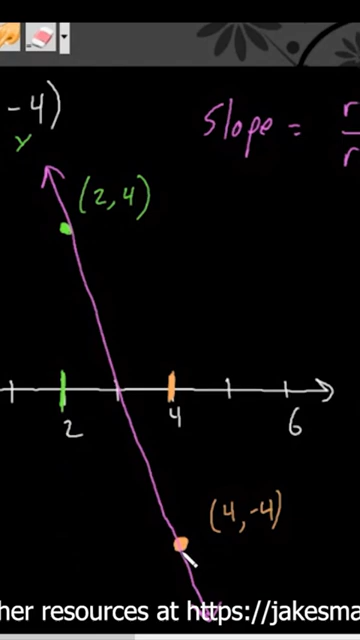 -4)
y
Slope = r
r
(2, 4)
2
4
6
(4, -4)
her resources at https://jakesma